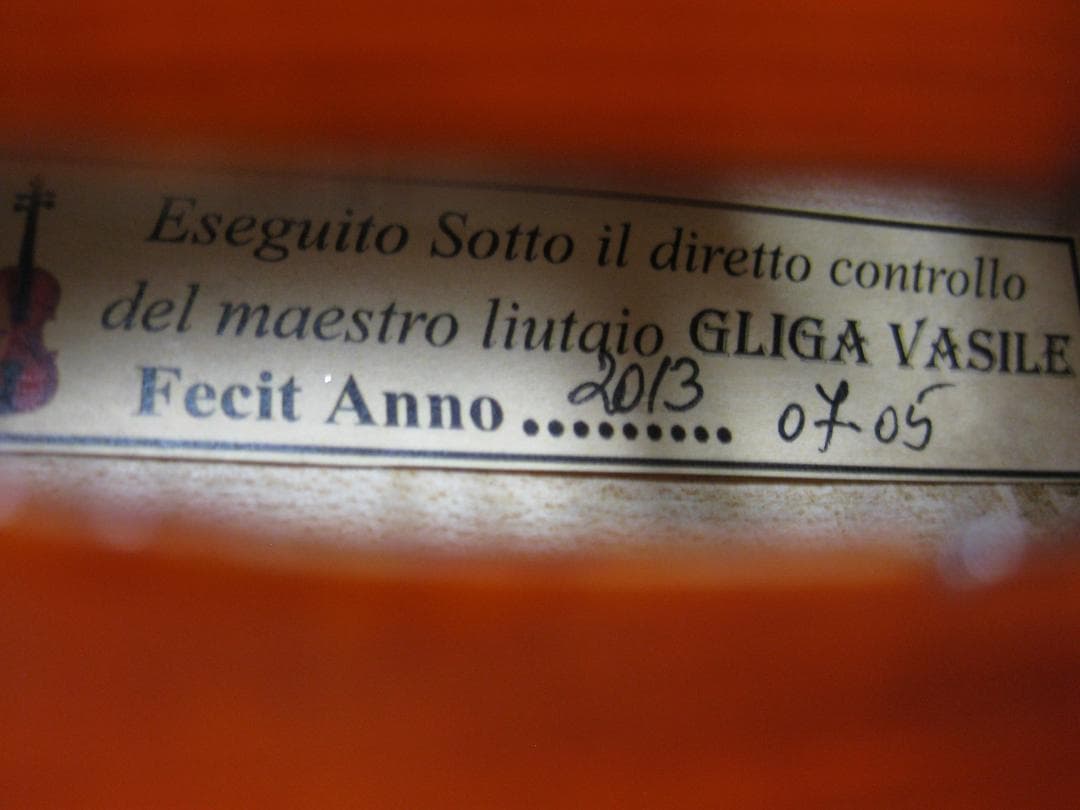 Eseguito Sotto il diretto controllo
del maestro liutaio GLIGA VASILE
Fecit Anno ......... 2013 07-05